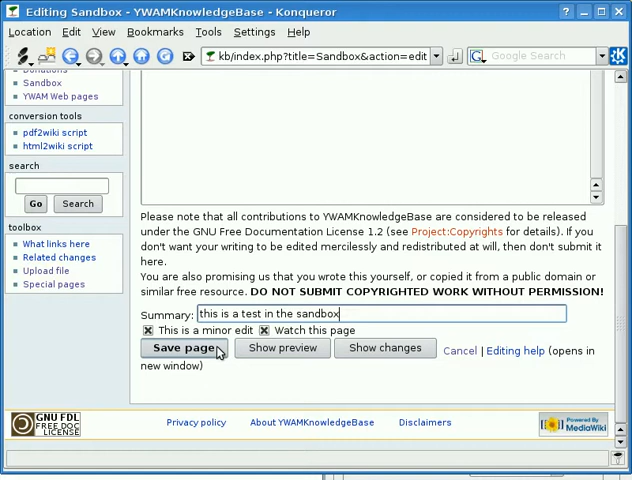 Editing Sandbox - YWAMKnowledgeBase - Konqueror
Location Edit View Bookmarks Tools Settings Help
kb/index.php?title=Sandbox&action=edit
Google Search
Donations
Sandbox
YWAM Web pages
conversion tools
pdf2wiki script
html2wiki script
search
Go Search
toolbox
What links here
Related changes
Upload file
Special pages
Please note that all contributions to YWAMKnowledgeBase are considered to be released
under the GNU Free Documentation License 1.2 (see Project:Copyrights for details). If you
don't want your writing to be edited mercilessly and redistributed at will, then don't submit it
here.
You are also promising us that you wrote this yourself, or copied it from a public domain or
similar free resource. DO NOT SUBMIT COPYRIGHTED WORK WITHOUT PERMISSION!
Summary: this is a test in the sandbox
This is a minor edit Watch this page
Save page Show preview Show changes Cancel | Editing help (opens in
new window)
GNU FDL
FREE DOC
LICENSE
Privacy policy About YWAMKnowledgeBase Disclaimers
Powered By
MediaWiki